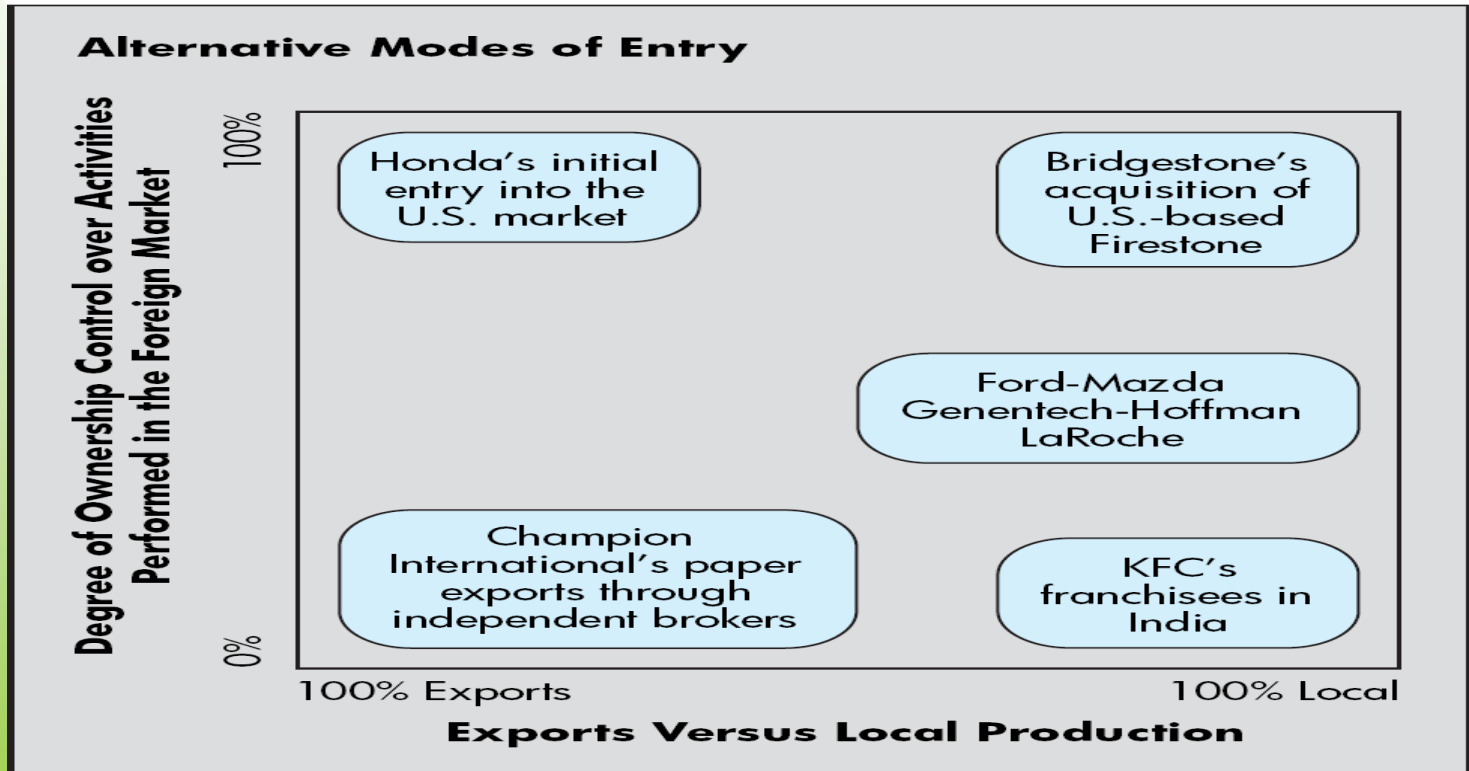 Alternative Modes of Entry
Degree of Ownership Control over Activities
Performed in the Foreign Market
100%
0%
Honda's initial
entry into the
U.S. market
Bridgestone's
acquisition of
U.S.-based
Firestone
Ford-Mazda
Genentech-Hoffman
LaRoche
Champion
International's paper
exports through
independent brokers
KFC's
franchisees in
India
100% Exports
100% Local
Exports Versus Local Production